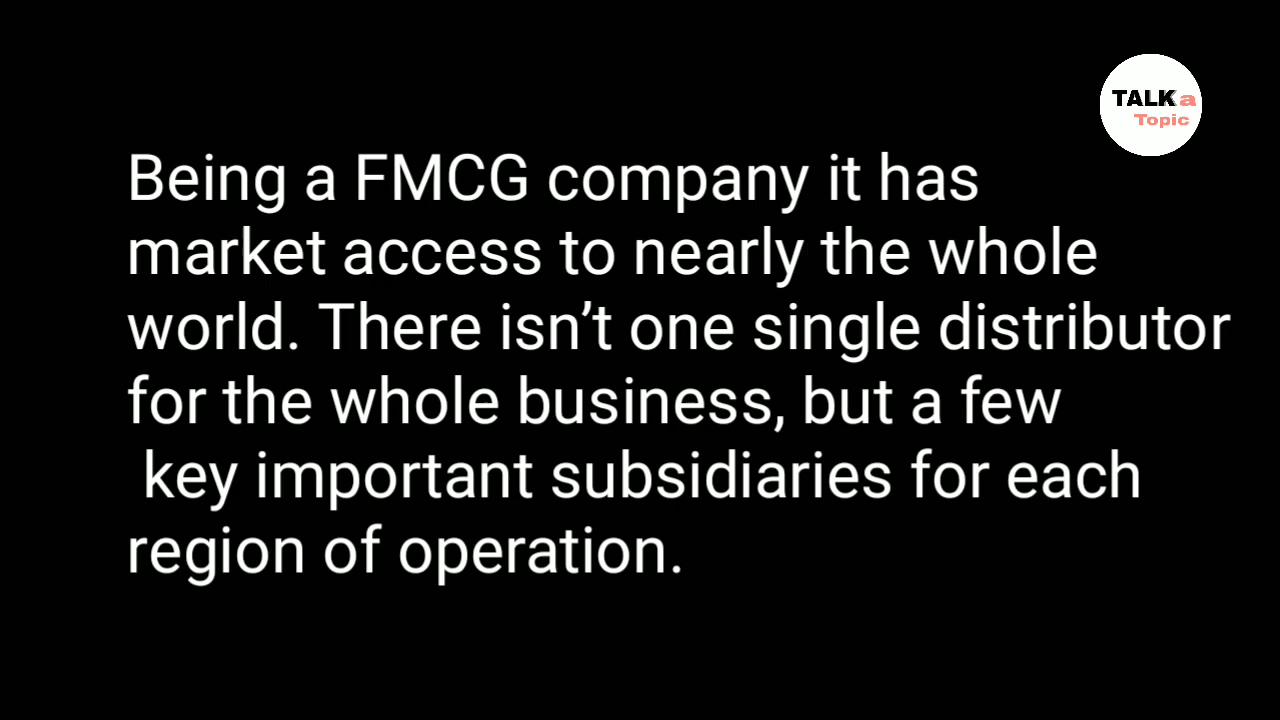 TALK a
Topic
Being a FMCG company it has
market access to nearly the whole
world. There isn’t one single distributor
for the whole business, but a few
key important subsidiaries for each
region of operation.